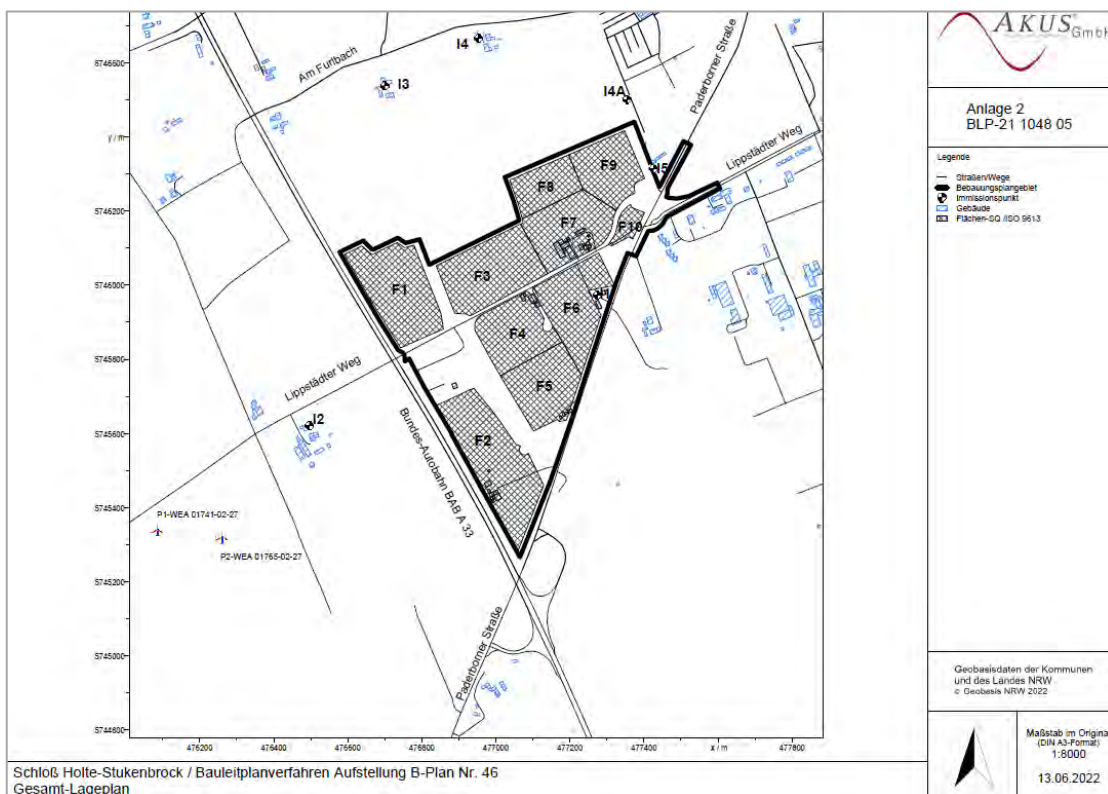 AKUS® GmbH
Anlage 2
BLP-21 1048 05
Legende
Straßen/Wege
Bebauungsplangebiet
Immissionspunkt
Gebäude
Flächen-SQ /ISO 9613
5746600
y / m
5746200
5746000
5745800
5745600
5745400
5745200
5745000
5744800
I4
Am Furlbach
I3
I4A
Paderborner Straße
Lippstädter Weg
I5
F9
F8
F7
F10
F3
F1
F6
F4
F5
F2
Lippstädter Weg
I2
Bundes-Autobahn BAB A 33
P1-WEA 01741-02-27
P2-WEA 01765-02-27
Paderborner Straße
476200
476400
476600
476800
477000
477200
477400
x / m
477800
Geobasisdaten der Kommunen
und des Landes NRW
© Geobasis NRW 2022
Maßstab im Original
(DIN A3-Format)
1:8000
13.06.2022
Schloß Holte-Stukenbrock / Bauleitplanverfahren Aufstellung B-Plan Nr. 46
Gesamt-Lageplan